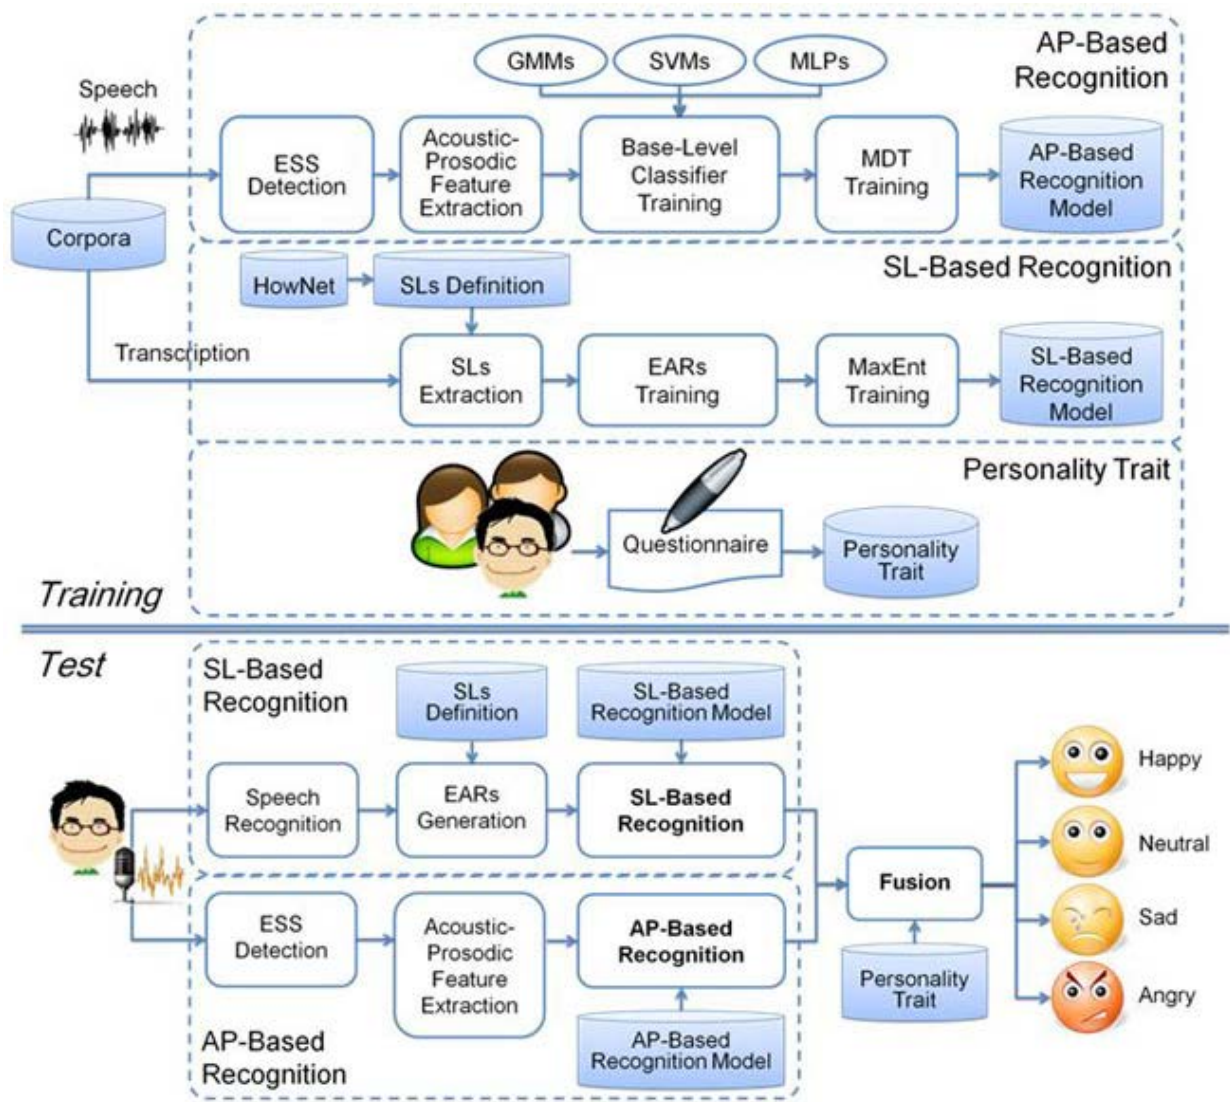 AP-Based
Recognition
GMMs
SVMs
MLPs
Speech
ESS
Detection
Acoustic-
Prosodic
Feature
Extraction
Base-Level
Classifier
Training
MDT
Training
AP-Based
Recognition
Model
Corpora
SL-Based Recognition
HowNet
SLs Definition
Transcription
SLs
Extraction
EARs
Training
MaxEnt
Training
SL-Based
Recognition
Model
Personality Trait
Questionnaire
Personality
Trait
Training
Test
SL-Based
Recognition
SLs
Definition
SL-Based
Recognition Model
Speech
Recognition
EARs
Generation
SL-Based
Recognition
ESS
Detection
Acoustic-
Prosodic
Feature
Extraction
AP-Based
Recognition
AP-Based
Recognition Model
AP-Based
Recognition
Fusion
Personality
Trait
Happy
Neutral
Sad
Angry